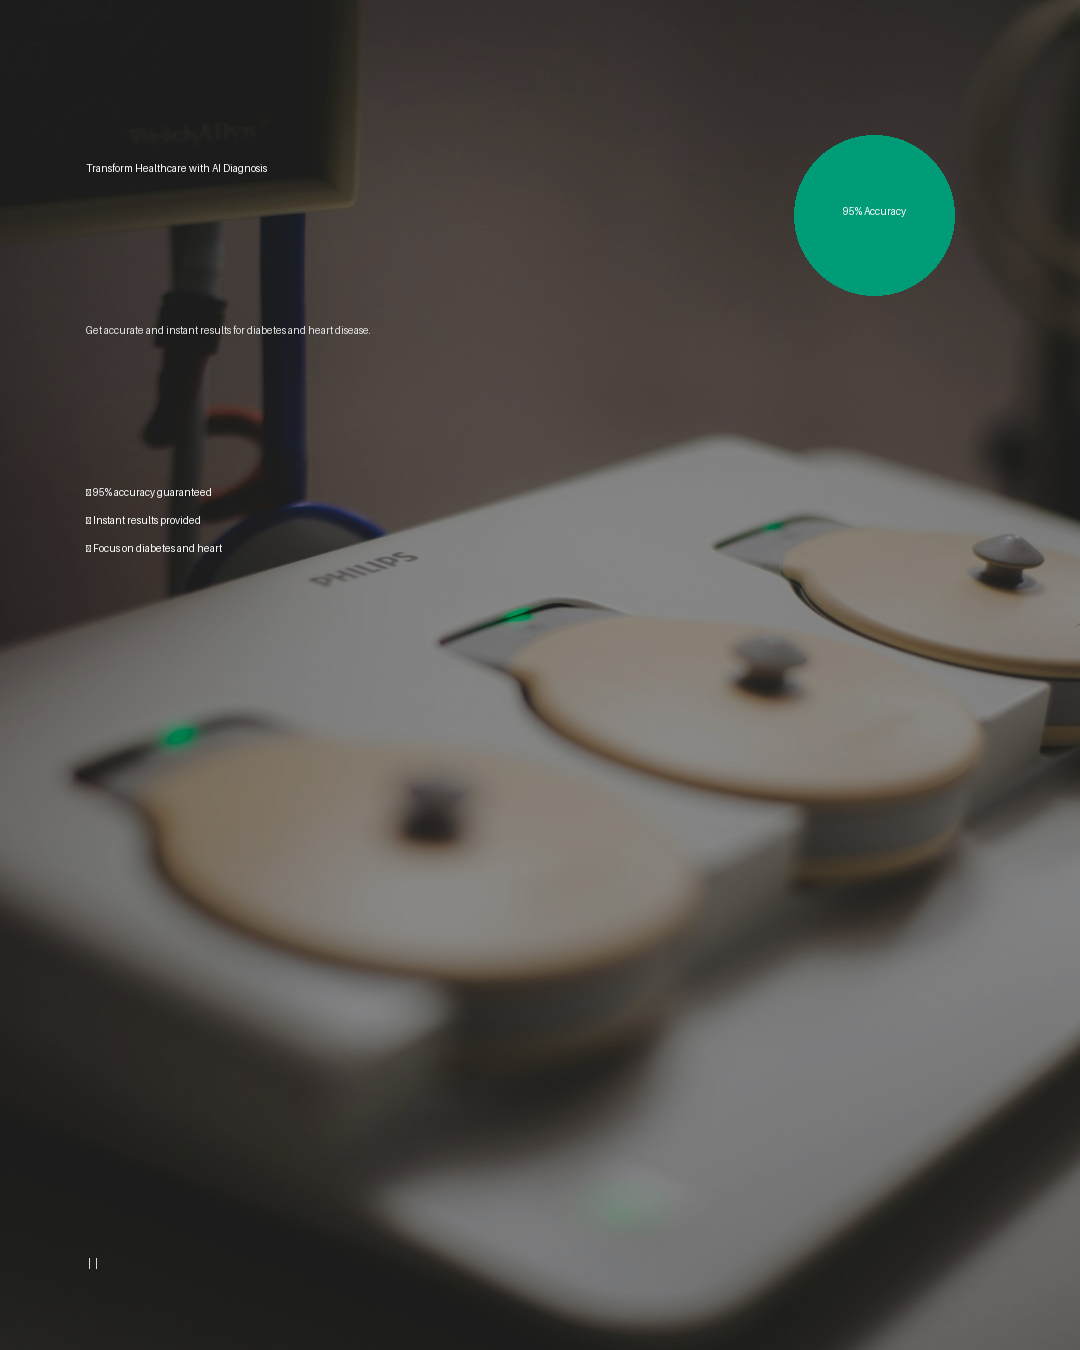 Transform Healthcare with AI Diagnosis
95% Accuracy
Get accurate and instant results for diabetes and heart disease.
95% accuracy guaranteed
Instant results provided
Focus on diabetes and heart
PHILIPS
| |